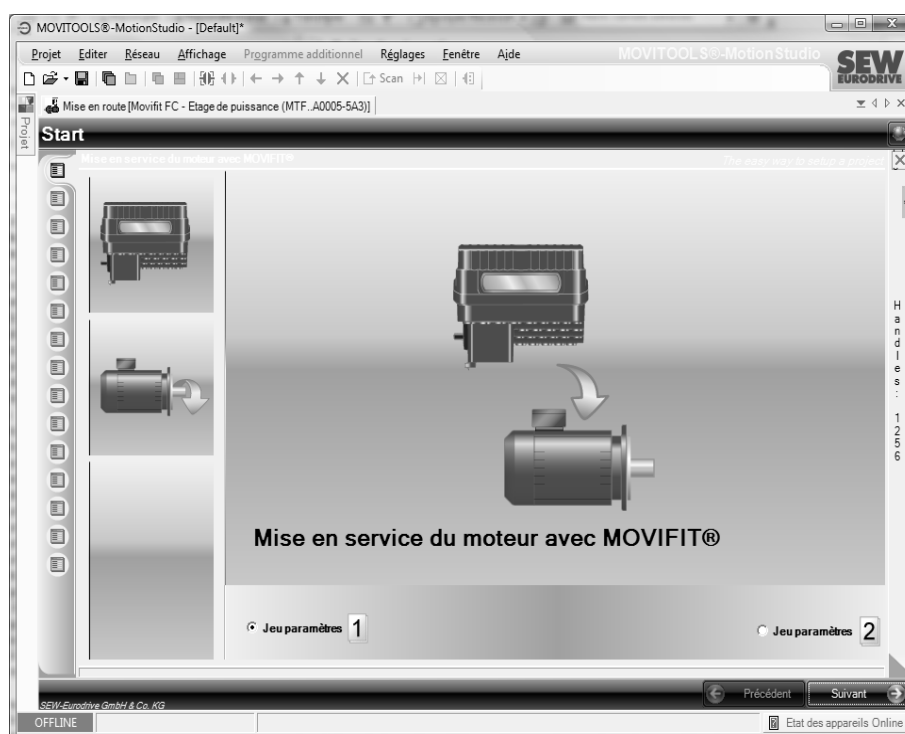 MOVITOOLS®-MotionStudio - [Default]*
Projet Editer Réseau Affichage Programme additionnel Réglages Fenêtre Aide
MOVITOOLS®-MotionStudio
SEW
EURODRIVE
Scan
Mise en route [Movifit FC - Etage de puissance (MTF..A0005-5A3)]
Projet
Start
Mise en service du moteur avec MOVIFIT®
The easy way to setup a project
Handles: 1256
Mise en service du moteur avec MOVIFIT®
Jeu paramètres 1
Jeu paramètres 2
Précédent
Suivant
SEW-Eurodrive GmbH & Co. KG
OFFLINE
Etat des appareils Online